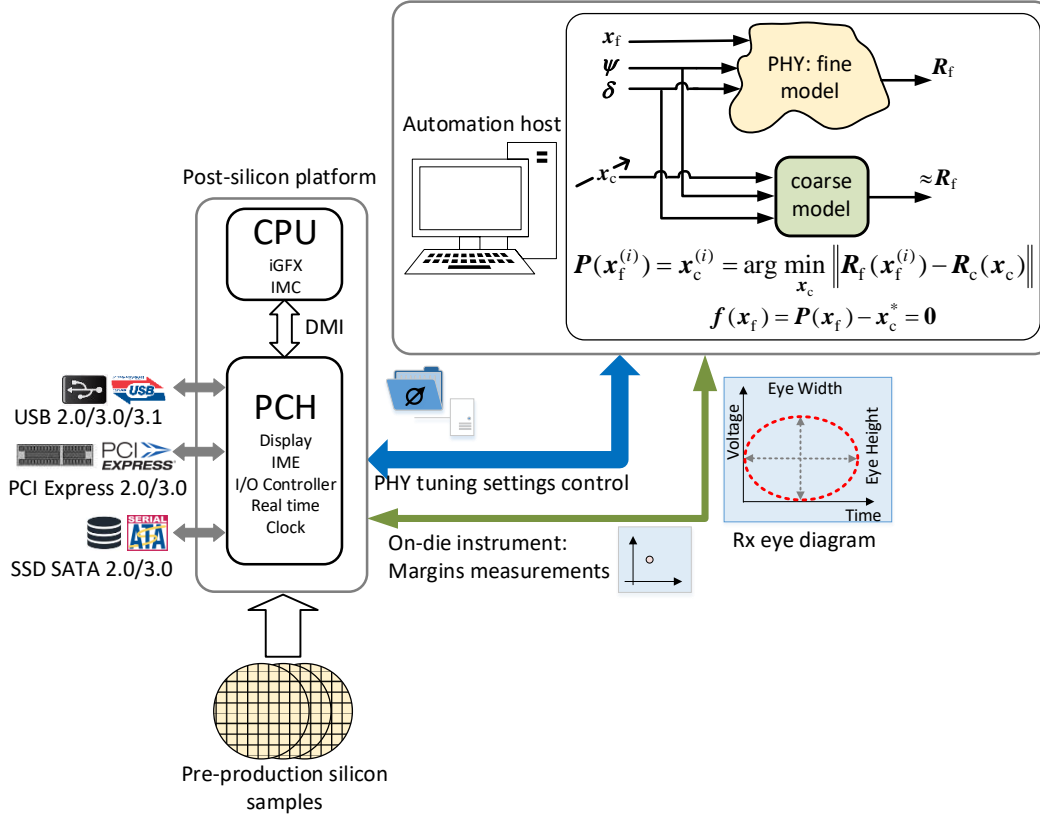 x_f
ψ
δ
PHY: fine
model
R_f
Automation host
x_c
coarse
model
≈R_f
P(x_f^{(i)}) = x_c^{(i)} = arg min_{x_c} ‖R_f(x_f^{(i)}) − R_c(x_c)‖
f(x_f) = P(x_f) − x_c^* = 0
Post-silicon platform
CPU
iGFX
IMC
DMI
PCH
Display
IME
I/O Controller
Real time
Clock
USB
USB 2.0/3.0/3.1
PCI
EXPRESS
PCI Express 2.0/3.0
SERIAL
ATA
SSD SATA 2.0/3.0
PHY tuning settings control
On-die instrument:
Margins measurements
Eye Width
Voltage
Eye Height
Time
Rx eye diagram
Pre-production silicon
samples